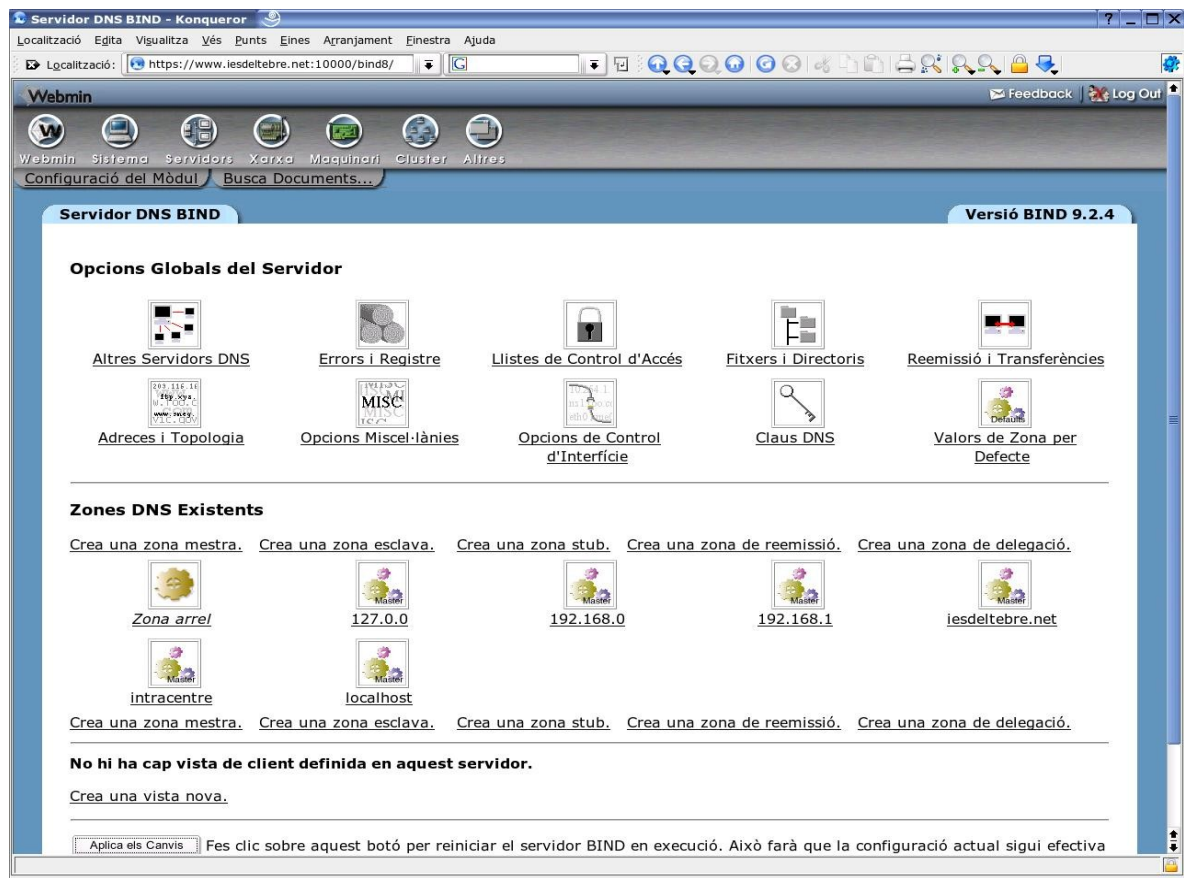 Servidor DNS BIND - Konqueror
Localització Edita Visualitza Vés Punts Eines Arranjament Finestra Ajuda
Localització: https://www.iesdeltebre.net:10000/bind8/
Webmin Feedback Log Out
Webmin Sistema Servidors Xarxa Maquinari Cluster Altres
Configuració del Mòdul Busca Documents...
Servidor DNS BIND Versió BIND 9.2.4
Opcions Globals del Servidor
Altres Servidors DNS Errors i Registre Llistes de Control d'Accés Fitxers i Directoris Reemissió i Transferències
MISC
Defaults
Adreces i Topologia Opcions Miscel·lànies Opcions de Control d'Interfície Claus DNS Valors de Zona per Defecte
Zones DNS Existents
Crea una zona mestra. Crea una zona esclava. Crea una zona stub. Crea una zona de reemissió. Crea una zona de delegació.
Master Master Master Master
Zona arrel 127.0.0 192.168.0 192.168.1 iesdeltebre.net
Master Master
intracentre localhost
Crea una zona mestra. Crea una zona esclava. Crea una zona stub. Crea una zona de reemissió. Crea una zona de delegació.
No hi ha cap vista de client definida en aquest servidor.
Crea una vista nova.
Aplica els Canvis Fes clic sobre aquest botó per reiniciar el servidor BIND en execució. Això farà que la configuració actual sigui efectiva